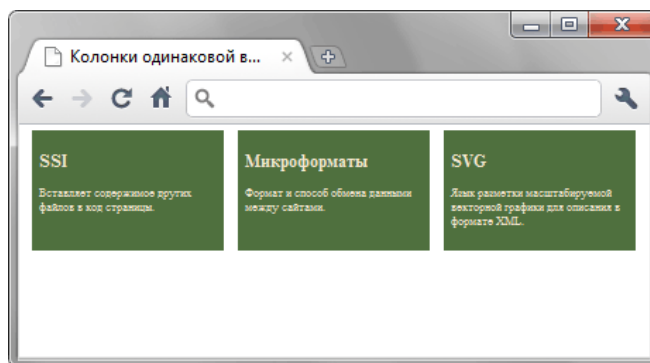 Колонки одинаковой в...
SSI
Вставляет содержимое других
файлов в код страницы.
Микроформаты
Формат и способ обмена данными
между сайтами.
SVG
Язык разметки масштабируемой
векторной графики для описания в
формате XML.